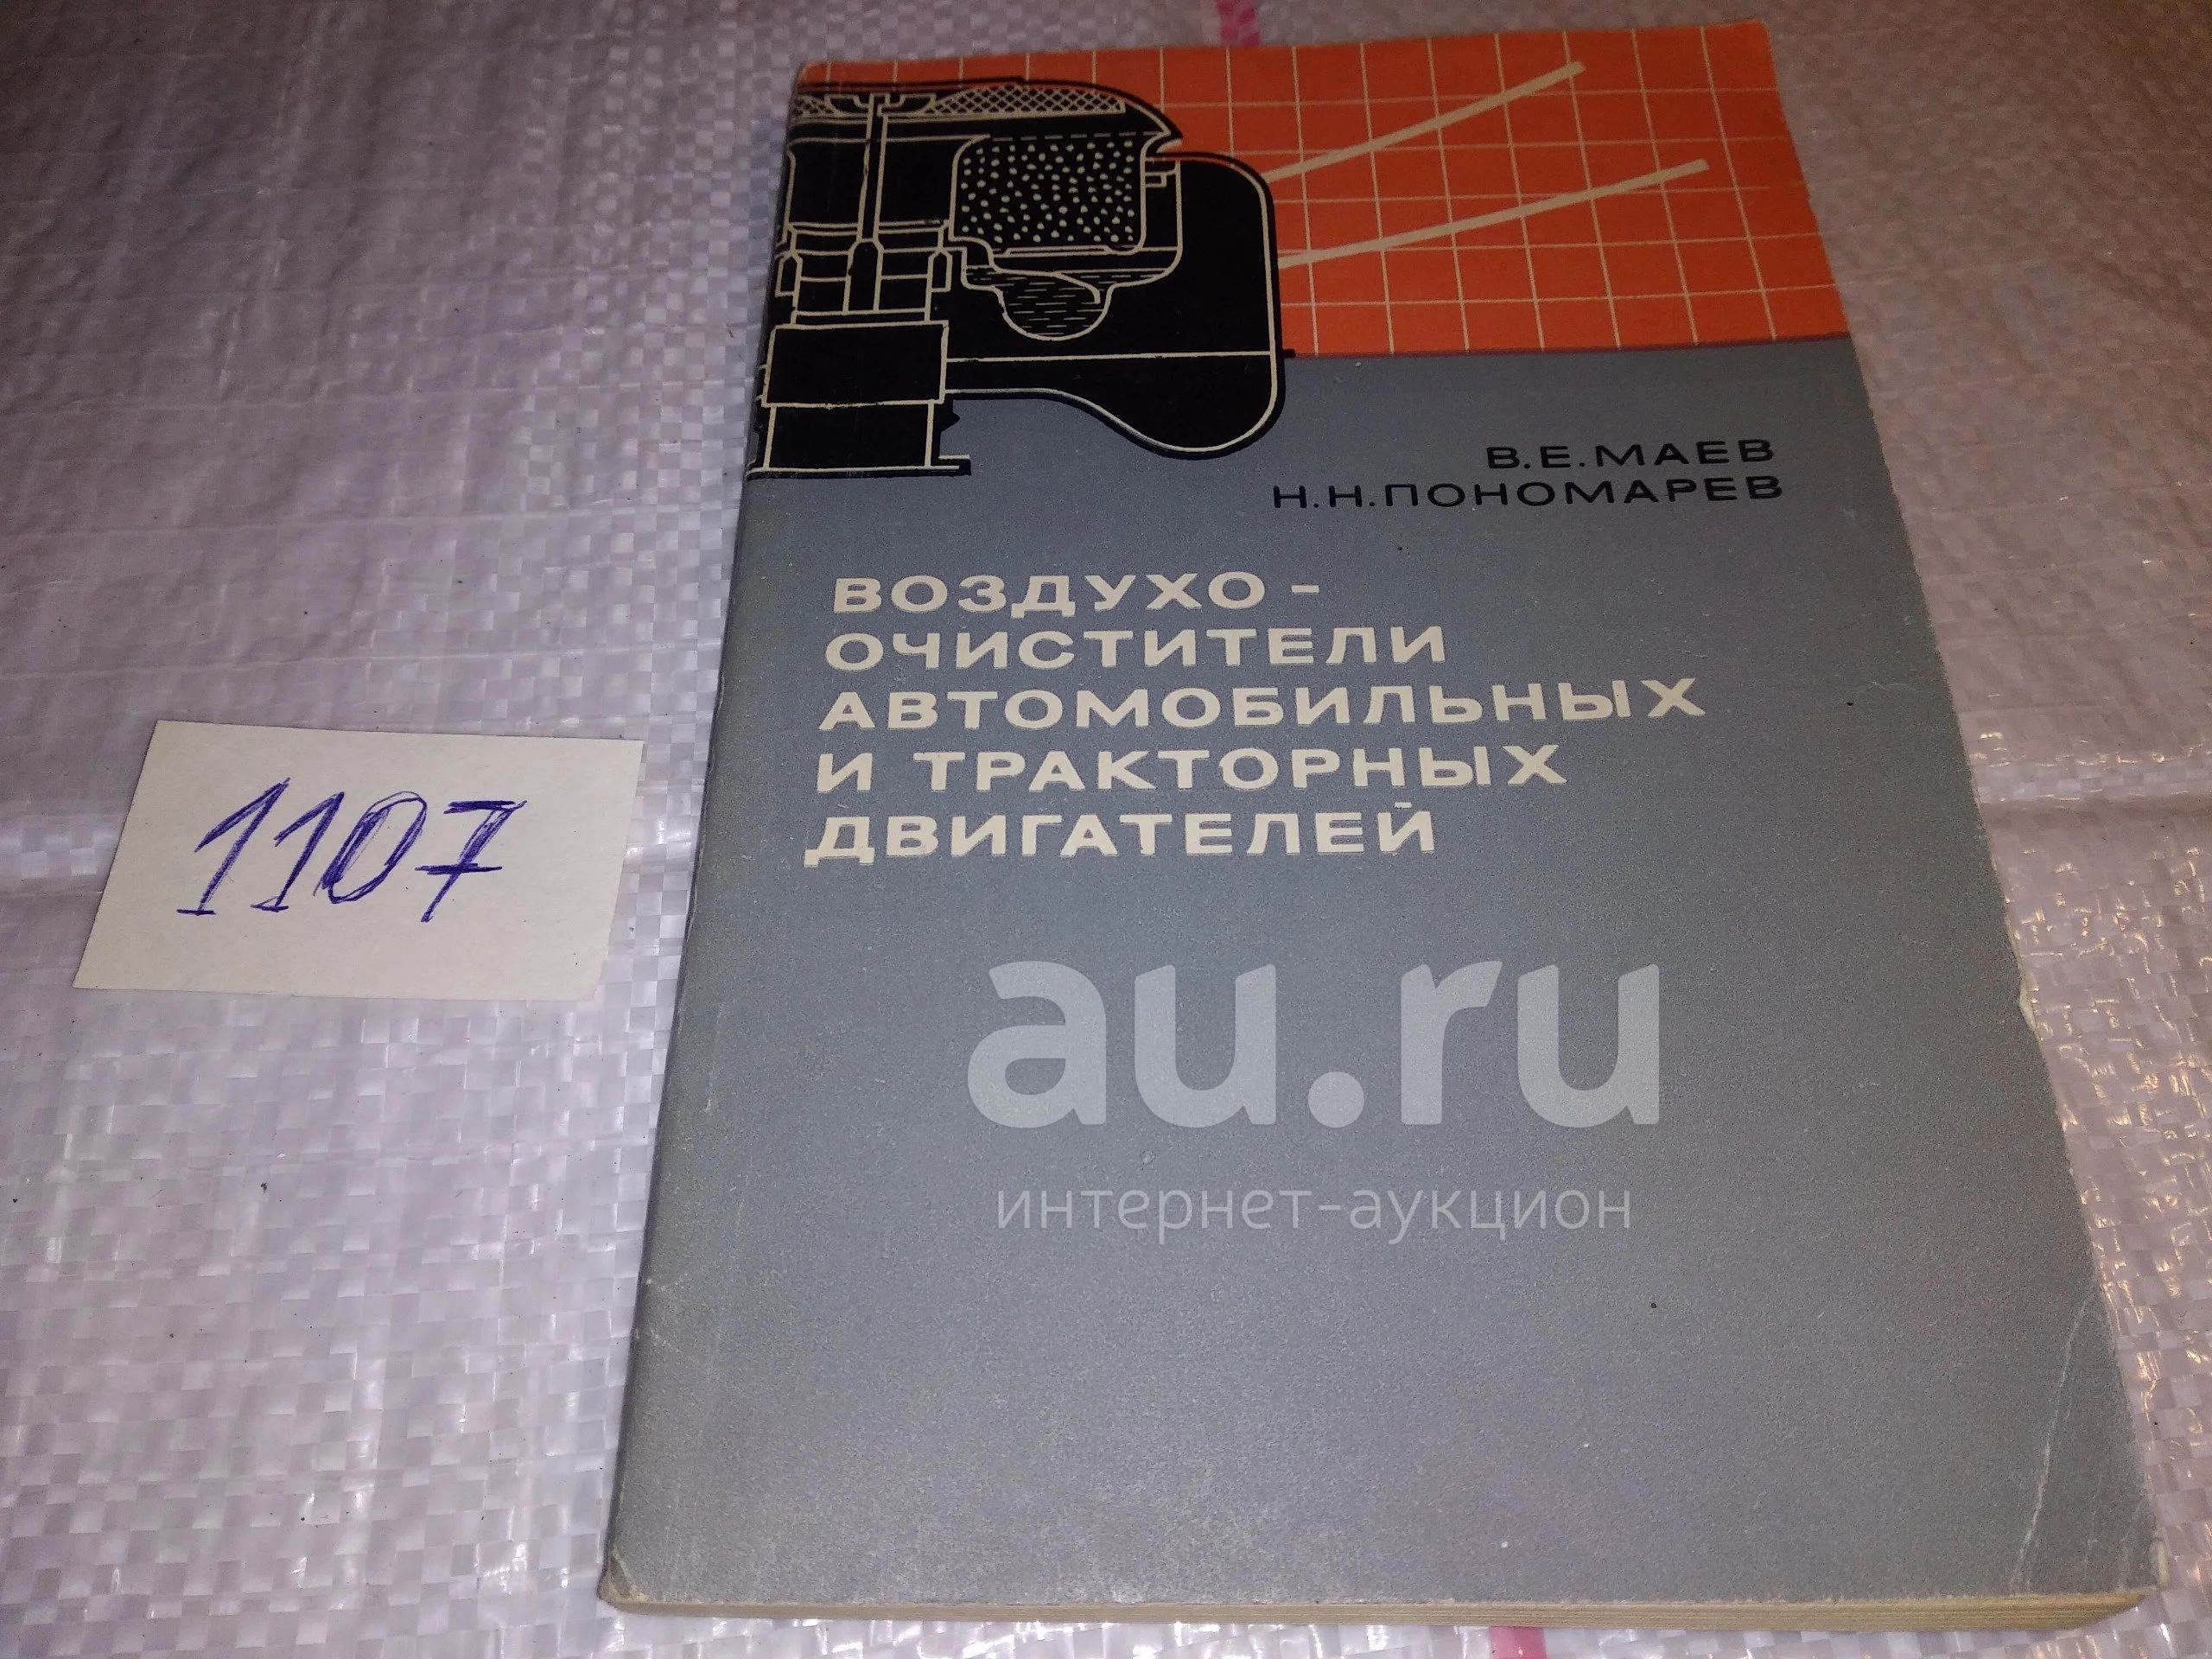 В.Е.МАЕВ
Н.Н.ПОНОМАРЕВ
ВОЗДУХО-
ОЧИСТИТЕЛИ
АВТОМОБИЛЬНЫХ
И ТРАКТОРНЫХ
ДВИГАТЕЛЕЙ
1107
au.ru
интернет-аукцион